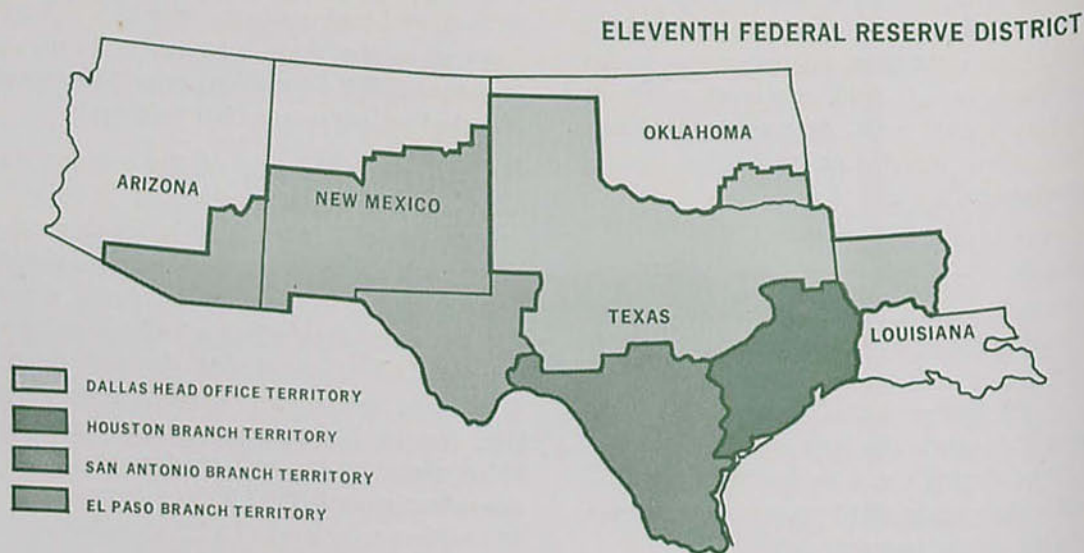 ELEVENTH FEDERAL RESERVE DISTRICT
OKLAHOMA
ARIZONA
NEW MEXICO
TEXAS
LOUISIANA
DALLAS HEAD OFFICE TERRITORY
HOUSTON BRANCH TERRITORY
SAN ANTONIO BRANCH TERRITORY
EL PASO BRANCH TERRITORY